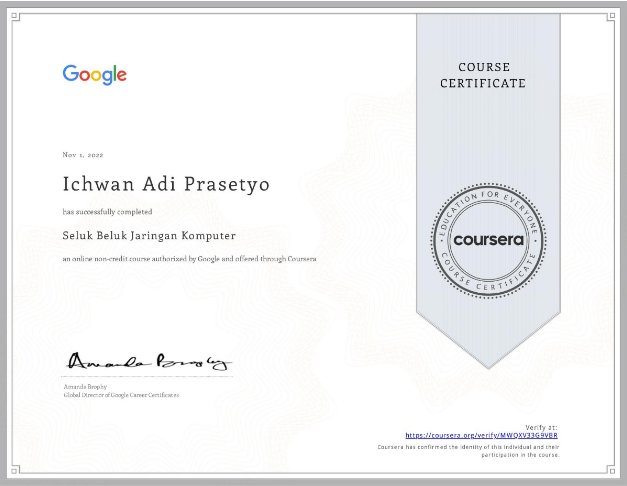 Google
COURSE
CERTIFICATE
Nov 1, 2022
Ichwan Adi Prasetyo
has successfully completed
Seluk Beluk Jaringan Komputer
an online non-credit course authorized by Google and offered through Coursera
EDUCATION FOR EVERYONE
coursera
COURSE CERTIFICATE
Amanda Brophy
Amanda Brophy
Global Director of Google Career Certificates
Verify at:
https://coursera.org/verify/MWQXV33G9VBR
Coursera has confirmed the identity of this individual and their
participation in the course.